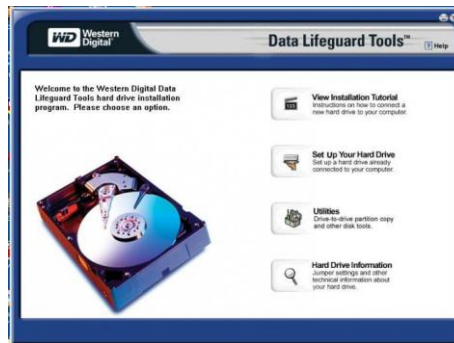 WD Western
Digital
Data Lifeguard Tools™
? Help
Welcome to the Western Digital Data
Lifeguard Tools hard drive installation
program. Please choose an option.
View Installation Tutorial
Instructions on how to connect a
new hard drive to your computer.
Set Up Your Hard Drive
Set up a hard drive already
connected to your computer.
Utilities
Drive-to-drive partition copy
and other disk tools.
Hard Drive Information
Jumper settings and other
technical information about
your hard drive.